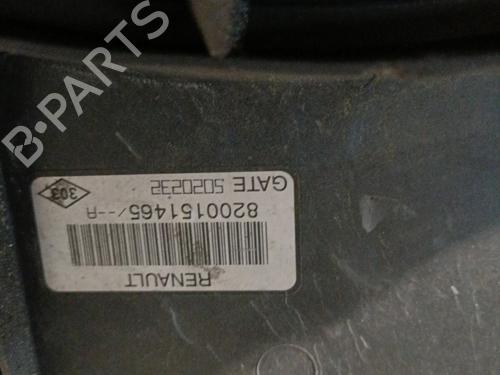 B-PARTS
RENAULT
8200151465/--A
GATE 5020232
303